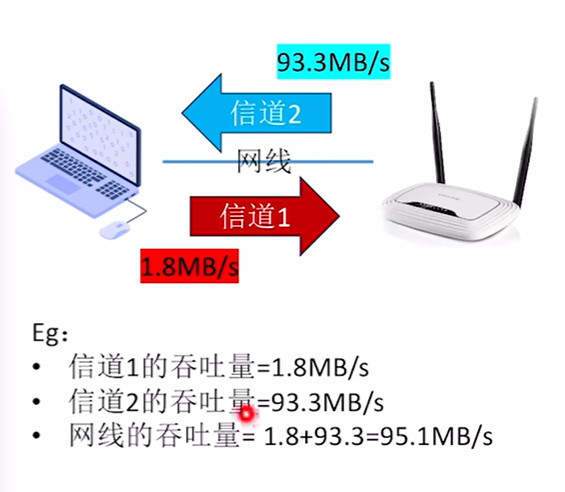 93.3MB/s
信道2
网线
信道1
1.8MB/s
Eg：
• 信道1的吞吐量=1.8MB/s
• 信道2的吞吐量=93.3MB/s
• 网线的吞吐量= 1.8+93.3=95.1MB/s